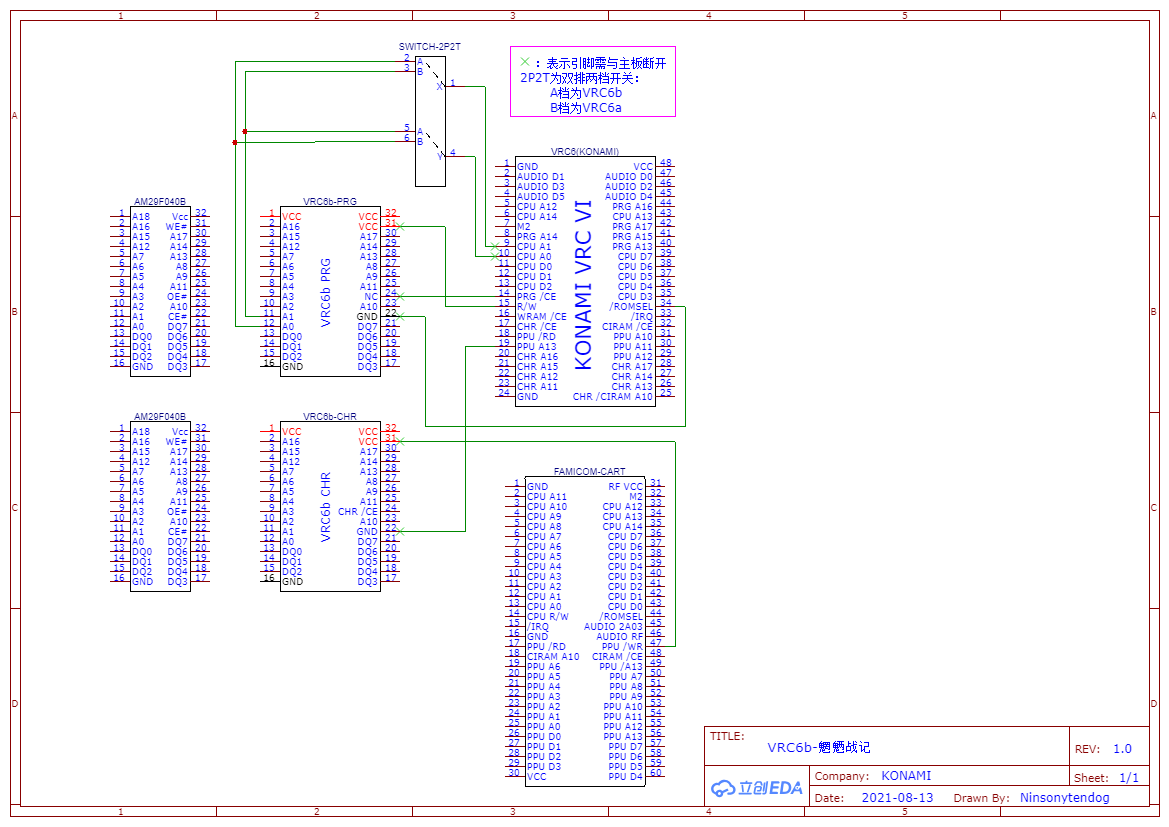 1 2 3 4 5
A
B
C
D
SWITCH-2P2T
2 A
3 B
X 1
5 A
6 B
Y 4
×：表示引脚需与主板断开
2P2T为双排两档开关：
A档为VRC6b
B档为VRC6a
AM29F040B
1 A18 Vcc 32
2 A16 WE# 31
3 A15 A17 30
4 A12 A14 29
5 A7 A13 28
6 A6 A8 27
7 A5 A9 26
8 A4 A11 25
9 A3 OE# 24
10 A2 A10 23
11 A1 CE# 22
12 A0 DQ7 21
13 DQ0 DQ6 20
14 DQ1 DQ5 19
15 DQ2 DQ4 18
16 GND DQ3 17
VRC6b-PRG
1 VCC VCC 32
2 A16 VCC 31
3 A15 A17 30
4 A12 A14 29
5 A7 A13 28
6 A6 A8 27
7 A5 A9 26
8 A4 A11 25
9 A3 NC 24
10 A2 A10 23
11 A1 GND 22
12 A0 DQ7 21
13 DQ0 DQ6 20
14 DQ1 DQ5 19
15 DQ2 DQ4 18
16 GND DQ3 17
VRC6b PRG
VRC6(KONAMI)
1 GND VCC 48
2 AUDIO D1 AUDIO D0 47
3 AUDIO D3 AUDIO D2 46
4 AUDIO D5 AUDIO D4 45
5 CPU A12 PRG A16 44
6 CPU A14 CPU A13 43
7 M2 PRG A17 42
8 PRG A14 PRG A15 41
9 CPU A1 PRG A13 40
10 CPU A0 CPU D7 39
11 CPU D0 CPU D6 38
12 CPU D1 CPU D5 37
13 CPU D2 CPU D4 36
14 PRG /CE CPU D3 35
15 R/W /ROMSEL 34
16 WRAM /CE /IRQ 33
17 CHR /CE CIRAM /CE 32
18 PPU /RD PPU A10 31
19 PPU A13 PPU A11 30
20 CHR A16 PPU A12 29
21 CHR A15 CHR A17 28
22 CHR A12 CHR A14 27
23 CHR A11 CHR A13 26
24 GND CHR /CIRAM A10 25
KONAMI VRC VI
AM29F040B
1 A18 Vcc 32
2 A16 WE# 31
3 A15 A17 30
4 A12 A14 29
5 A7 A13 28
6 A6 A8 27
7 A5 A9 26
8 A4 A11 25
9 A3 OE# 24
10 A2 A10 23
11 A1 CE# 22
12 A0 DQ7 21
13 DQ0 DQ6 20
14 DQ1 DQ5 19
15 DQ2 DQ4 18
16 GND DQ3 17
VRC6b-CHR
1 VCC VCC 32
2 A16 VCC 31
3 A15 A17 30
4 A12 A14 29
5 A7 A13 28
6 A6 A8 27
7 A5 A9 26
8 A4 A11 25
9 A3 CHR /CE 24
10 A2 A10 23
11 A1 GND 22
12 A0 DQ7 21
13 DQ0 DQ6 20
14 DQ1 DQ5 19
15 DQ2 DQ4 18
16 GND DQ3 17
VRC6b CHR
FAMICOM-CART
1 GND RF VCC 31
2 CPU A11 M2 32
3 CPU A10 CPU A12 33
4 CPU A9 CPU A13 34
5 CPU A8 CPU A14 35
6 CPU A7 CPU D7 36
7 CPU A6 CPU D6 37
8 CPU A5 CPU D5 38
9 CPU A4 CPU D4 39
10 CPU A3 CPU D3 40
11 CPU A2 CPU D2 41
12 CPU A1 CPU D1 42
13 CPU A0 CPU D0 43
14 CPU R/W /ROMSEL 44
15 /IRQ AUDIO 2A03 45
16 GND AUDIO RF 46
17 PPU /RD PPU /WR 47
18 CIRAM A10 CIRAM /CE 48
19 PPU A6 PPU /A13 49
20 PPU A5 PPU A7 50
21 PPU A4 PPU A8 51
22 PPU A3 PPU A9 52
23 PPU A2 PPU A10 53
24 PPU A1 PPU A11 54
25 PPU A0 PPU A12 55
26 PPU D0 PPU A13 56
27 PPU D1 PPU D7 57
28 PPU D2 PPU D6 58
29 PPU D3 PPU D5 59
30 VCC PPU D4 60
A
B
C
D
TITLE:
VRC6b-魍魉战记
REV: 1.0
立创EDA
Company: KONAMI
Sheet: 1/1
Date: 2021-08-13 Drawn By: Ninsonytendog
1 2 3 4 5